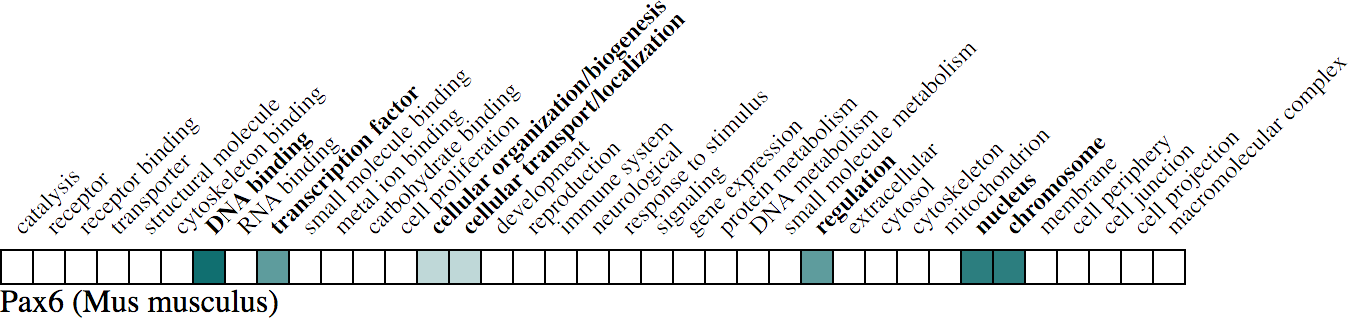 catalysis
receptor
receptor binding
transporter
structural molecule
cytoskeleton binding
DNA binding
RNA binding
transcription factor
small molecule binding
metal ion binding
carbohydrate binding
cell proliferation
cellular organization/biogenesis
cellular transport/localization
development
reproduction
immune system
neurological
response to stimulus
signaling
gene expression
protein metabolism
DNA metabolism
small molecule metabolism
regulation
extracellular
cytosol
cytoskeleton
mitochondrion
nucleus
chromosome
membrane
cell periphery
cell junction
cell projection
macromolecular complex
Pax6 (Mus musculus)